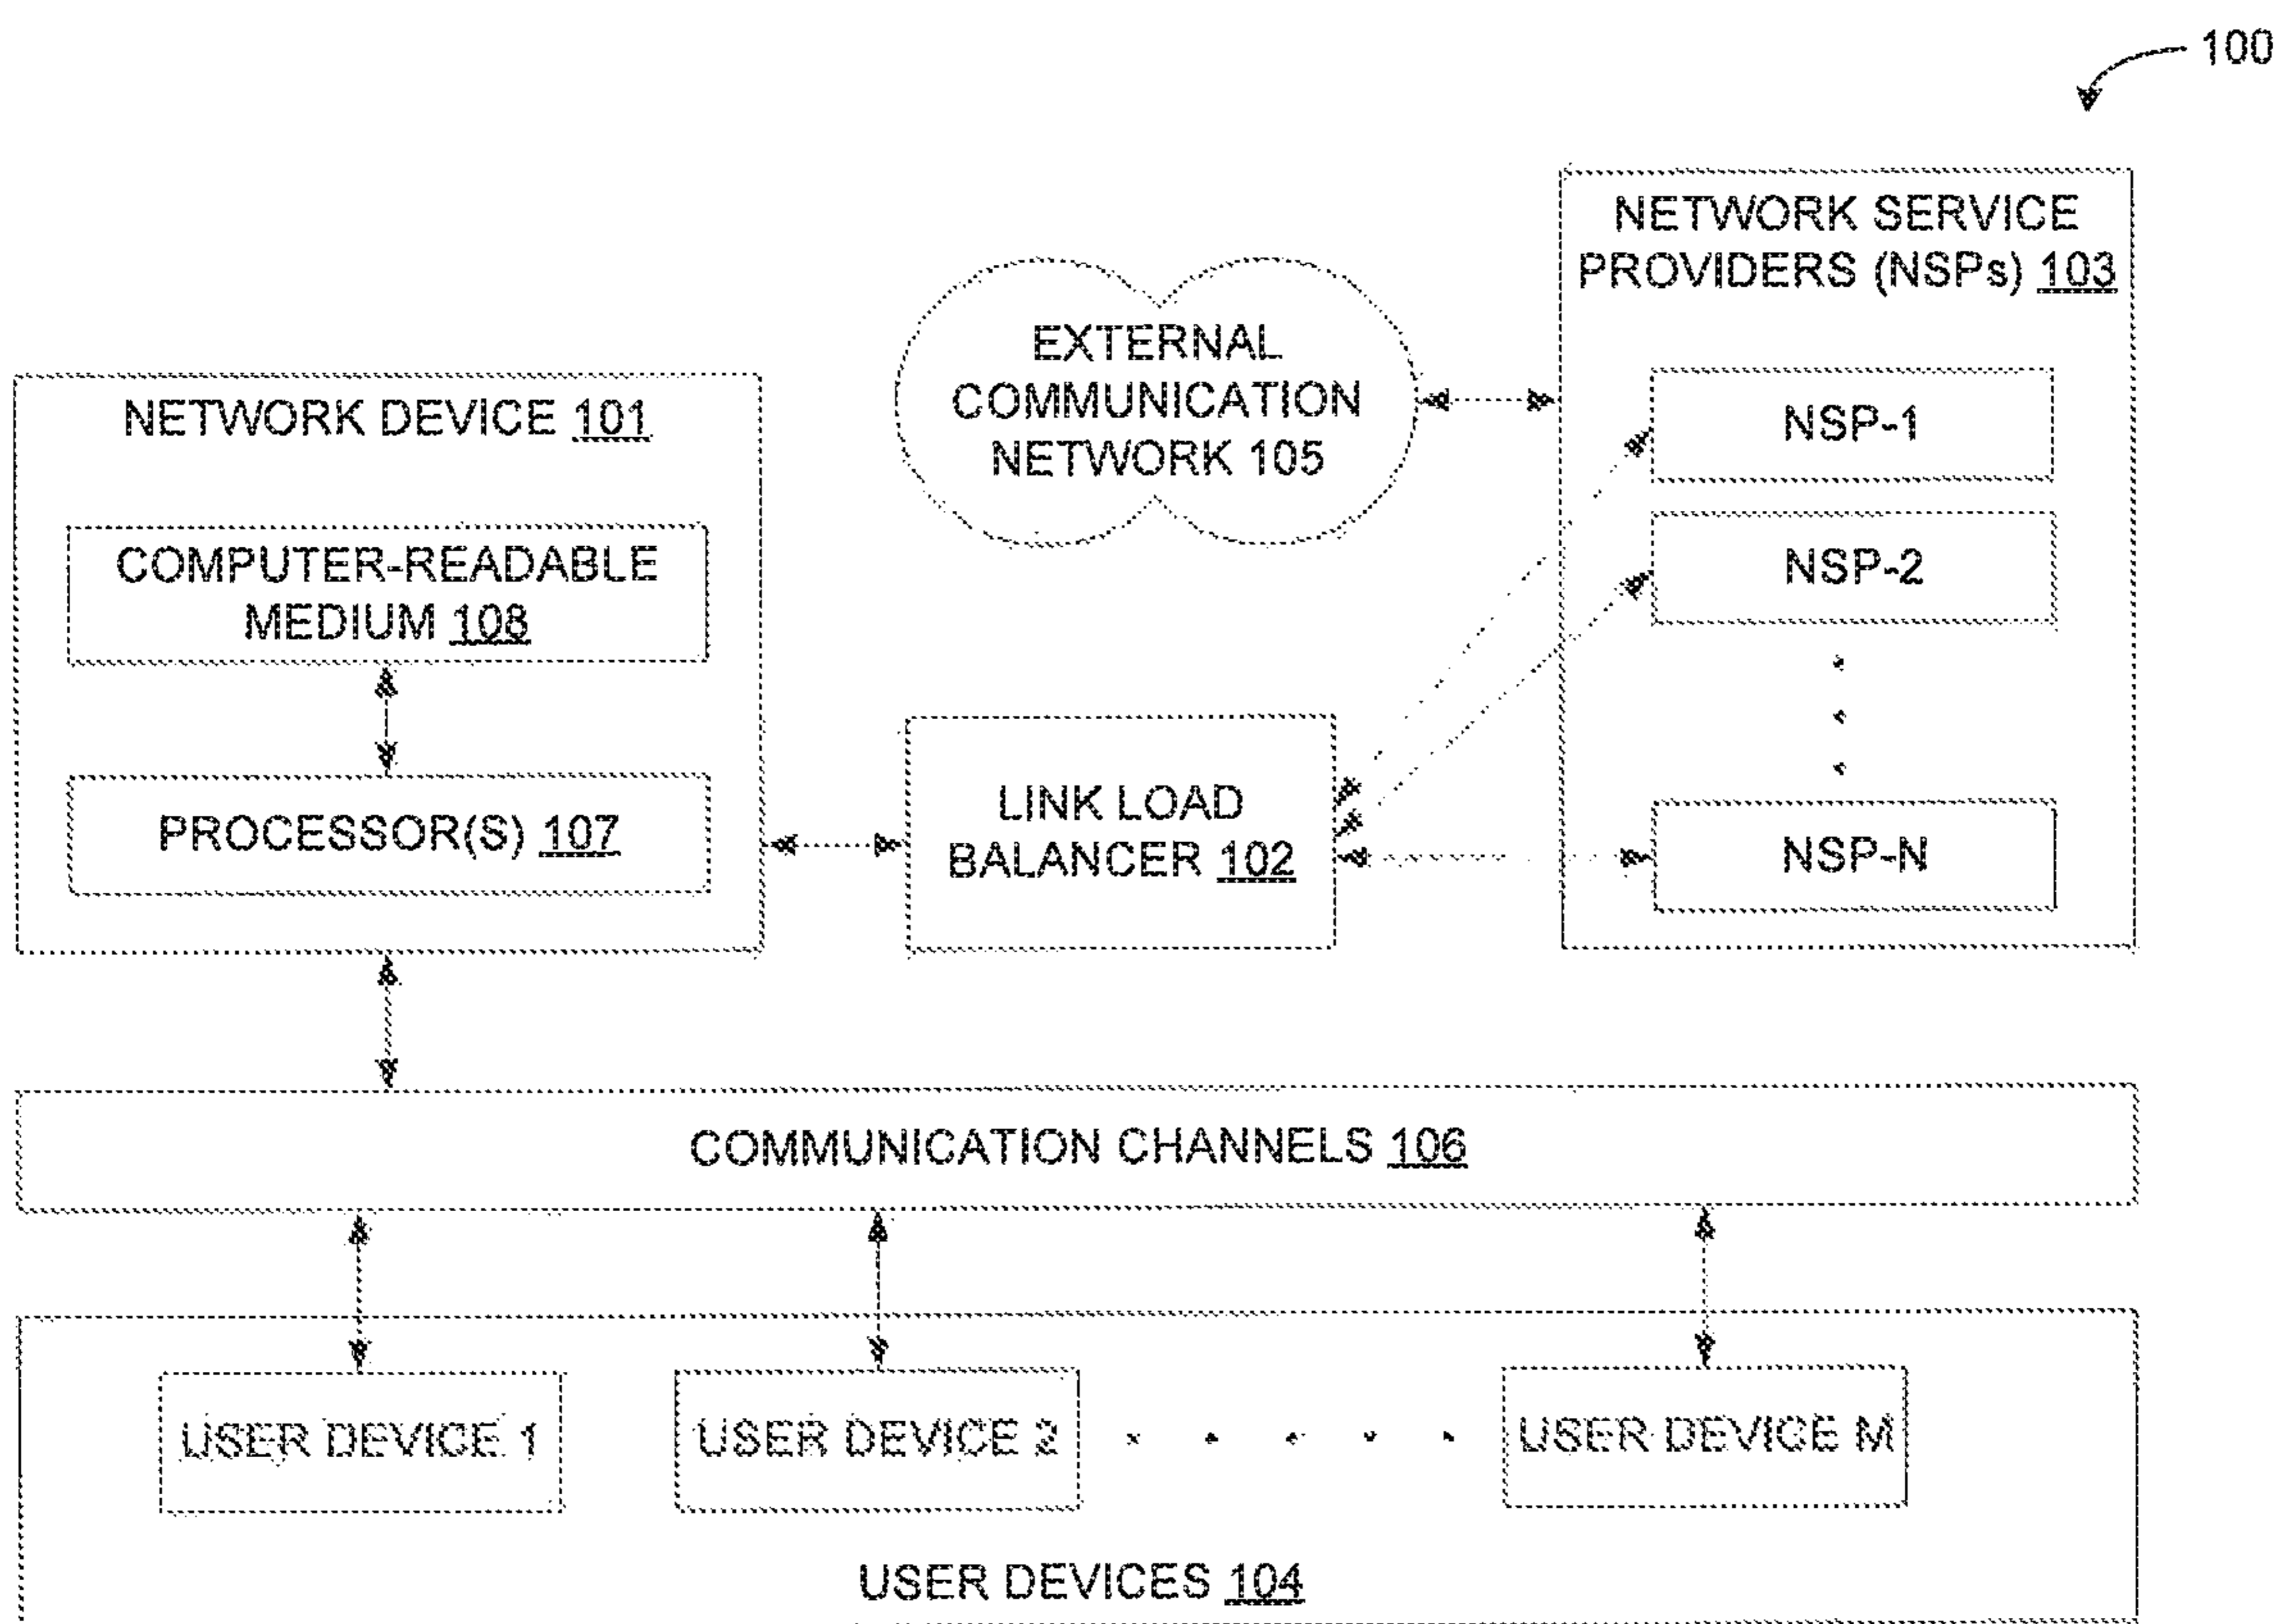 100
NETWORK SERVICE
PROVIDERS (NSPs) 103
EXTERNAL
COMMUNICATION
NETWORK 105
NSP-1
NSP-2
NSP-N
NETWORK DEVICE 101
COMPUTER-READABLE
MEDIUM 108
PROCESSOR(S) 107
LINK LOAD
BALANCER 102
COMMUNICATION CHANNELS 106
USER DEVICE 1
USER DEVICE 2
USER DEVICE M
USER DEVICES 104